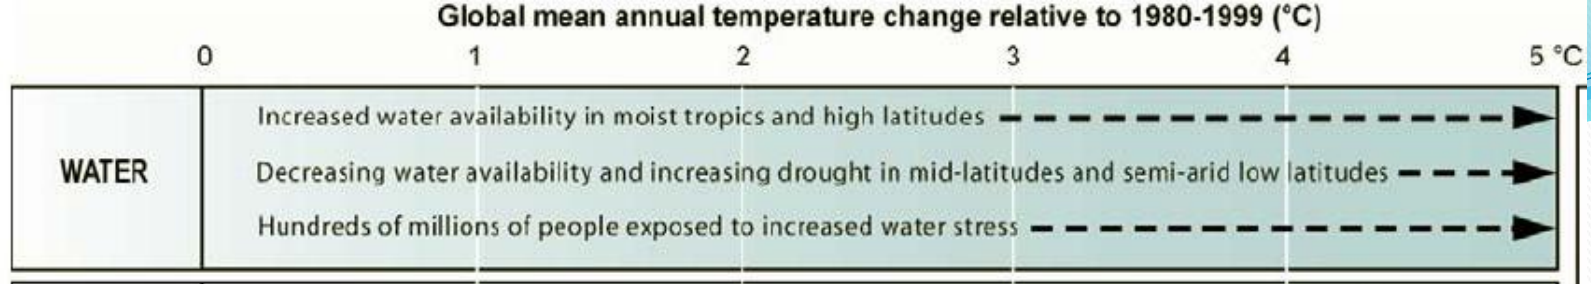 Global mean annual temperature change relative to 1980-1999 (°C)
0 1 2 3 4 5 °C
WATER
Increased water availability in moist tropics and high latitudes
Decreasing water availability and increasing drought in mid-latitudes and semi-arid low latitudes
Hundreds of millions of people exposed to increased water stress